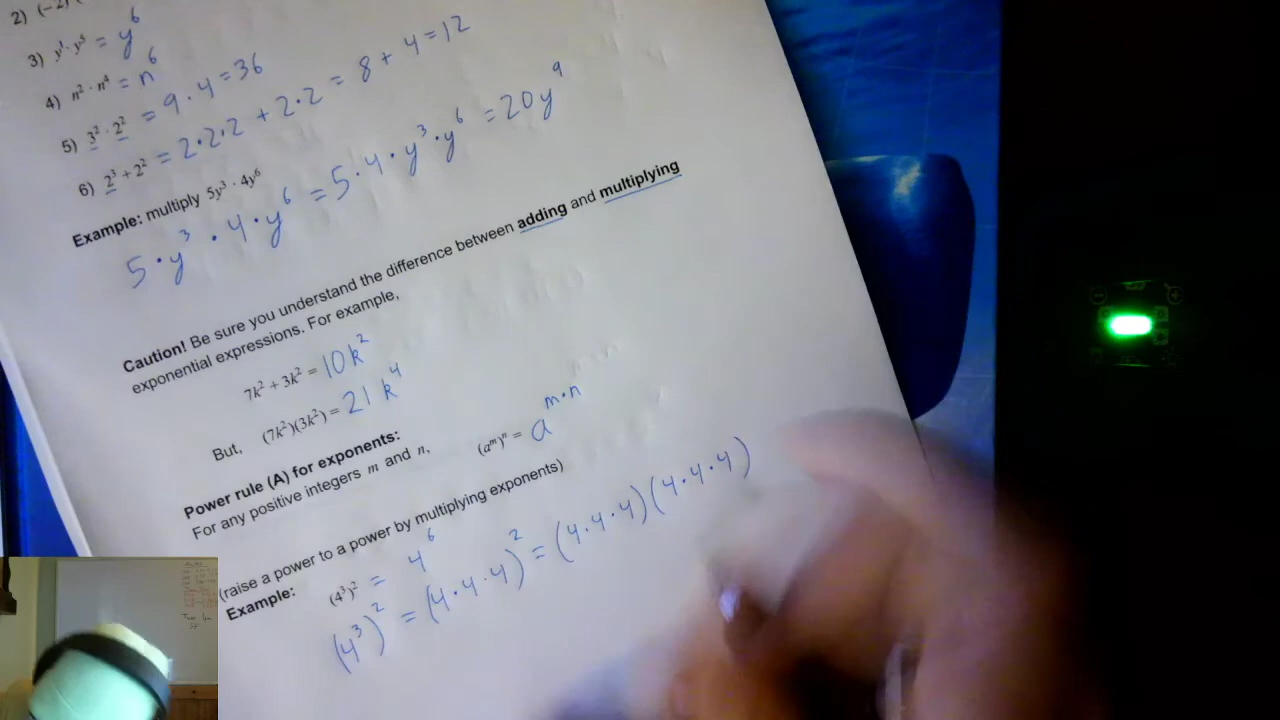 2) (-2)
3) y¹ · y⁵ = y⁶
4) n² · n⁴ = n⁶
5) 3² · 2² = 9 · 4 = 36
6) 2³ + 2² = 2·2·2 + 2·2 = 8 + 4 = 12
Example: multiply 5y³ · 4y⁶
5 · y³ · 4 · y⁶ = 5 · 4 · y³ · y⁶ = 20y⁹
Caution! Be sure you understand the difference between adding and multiplying
exponential expressions. For example,
7k² + 3k² = 10k²
But, (7k²)(3k²) = 21k⁴
Power rule (A) for exponents:
For any positive integers m and n, (aᵐ)ⁿ = aᵐ·ⁿ
(raise a power to a power by multiplying exponents)
Example: (4³)² = 4⁶
(4³)² = (4·4·4)² = (4·4·4)(4·4·4)